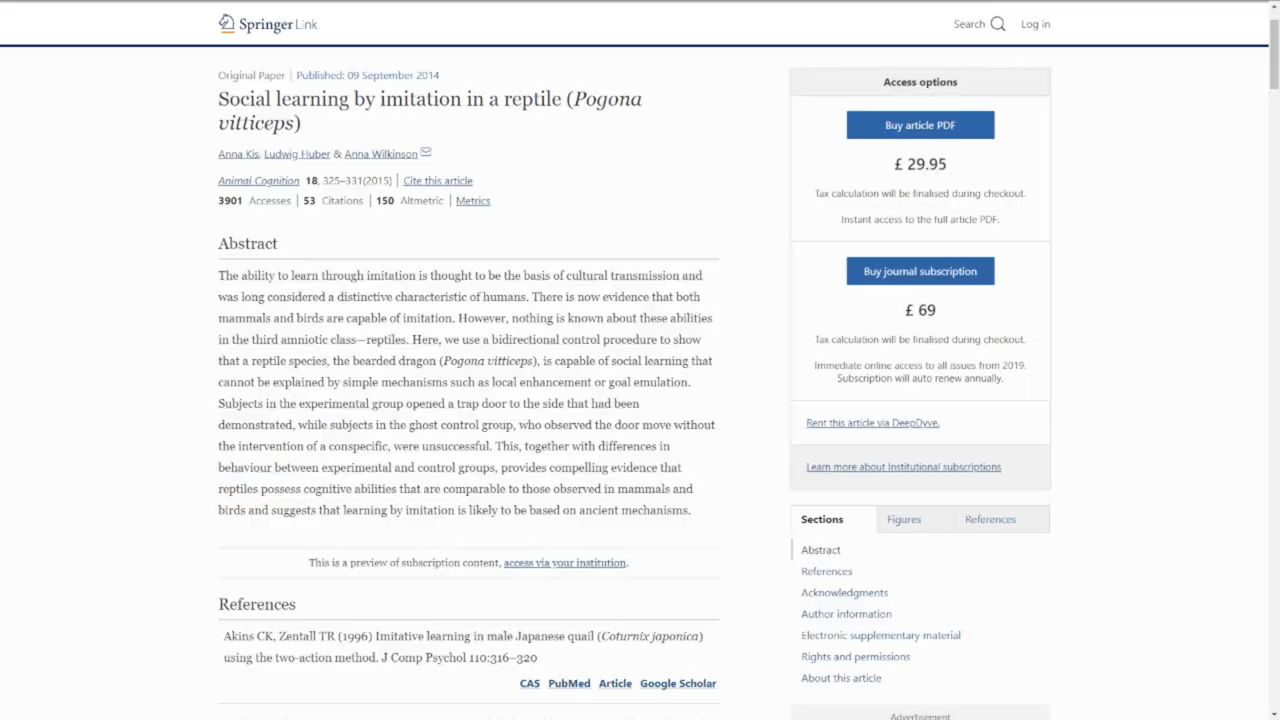 Springer Link
Search
Log in
Original Paper | Published: 09 September 2014
Social learning by imitation in a reptile (Pogona
vitticeps)
Anna Kis, Ludwig Huber & Anna Wilkinson
Animal Cognition 18, 325–331(2015) | Cite this article
3901 Accesses | 53 Citations | 150 Altmetric | Metrics
Abstract
The ability to learn through imitation is thought to be the basis of cultural transmission and
was long considered a distinctive characteristic of humans. There is now evidence that both
mammals and birds are capable of imitation. However, nothing is known about these abilities
in the third amniotic class—reptiles. Here, we use a bidirectional control procedure to show
that a reptile species, the bearded dragon (Pogona vitticeps), is capable of social learning that
cannot be explained by simple mechanisms such as local enhancement or goal emulation.
Subjects in the experimental group opened a trap door to the side that had been
demonstrated, while subjects in the ghost control group, who observed the door move without
the intervention of a conspecific, were unsuccessful. This, together with differences in
behaviour between experimental and control groups, provides compelling evidence that
reptiles possess cognitive abilities that are comparable to those observed in mammals and
birds and suggests that learning by imitation is likely to be based on ancient mechanisms.
This is a preview of subscription content, access via your institution.
References
Akins CK, Zentall TR (1996) Imitative learning in male Japanese quail (Coturnix japonica)
using the two-action method. J Comp Psychol 110:316–320
CAS PubMed Article Google Scholar
Access options
Buy article PDF
£ 29.95
Tax calculation will be finalised during checkout.
Instant access to the full article PDF.
Buy journal subscription
£ 69
Tax calculation will be finalised during checkout.
Immediate online access to all issues from 2019.
Subscription will auto renew annually.
Rent this article via DeepDyve.
Learn more about Institutional subscriptions
Sections
Figures
References
Abstract
References
Acknowledgments
Author information
Electronic supplementary material
Rights and permissions
About this article
Advertisement